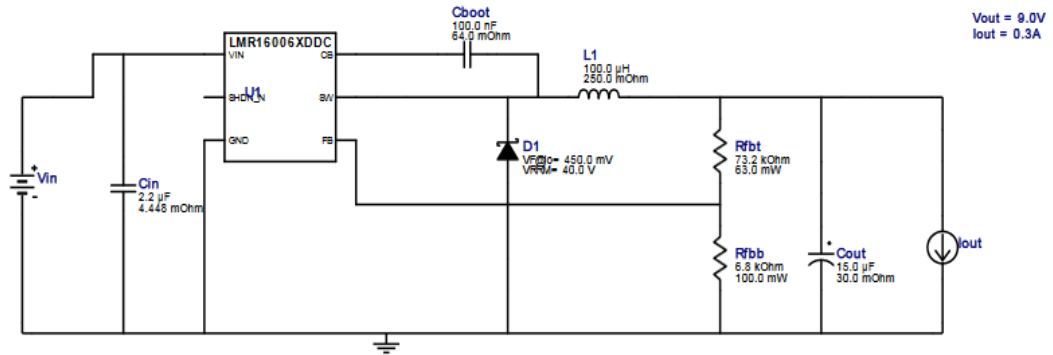 Vout = 9.0V
Iout = 0.3A
Cboot
100.0 nF
64.0 mOhm
LMR16006XDDC
VIN
CB
U1
SHDN_N
SW
GND
FB
L1
100.0 μH
250.0 mOhm
D1
VF@Io= 450.0 mV
VRRM= 40.0 V
Rfbt
73.2 kOhm
63.0 mW
Vin
Cin
2.2 μF
4.448 mOhm
Rfbb
6.8 kOhm
100.0 mW
Cout
15.0 μF
30.0 mOhm
Iout